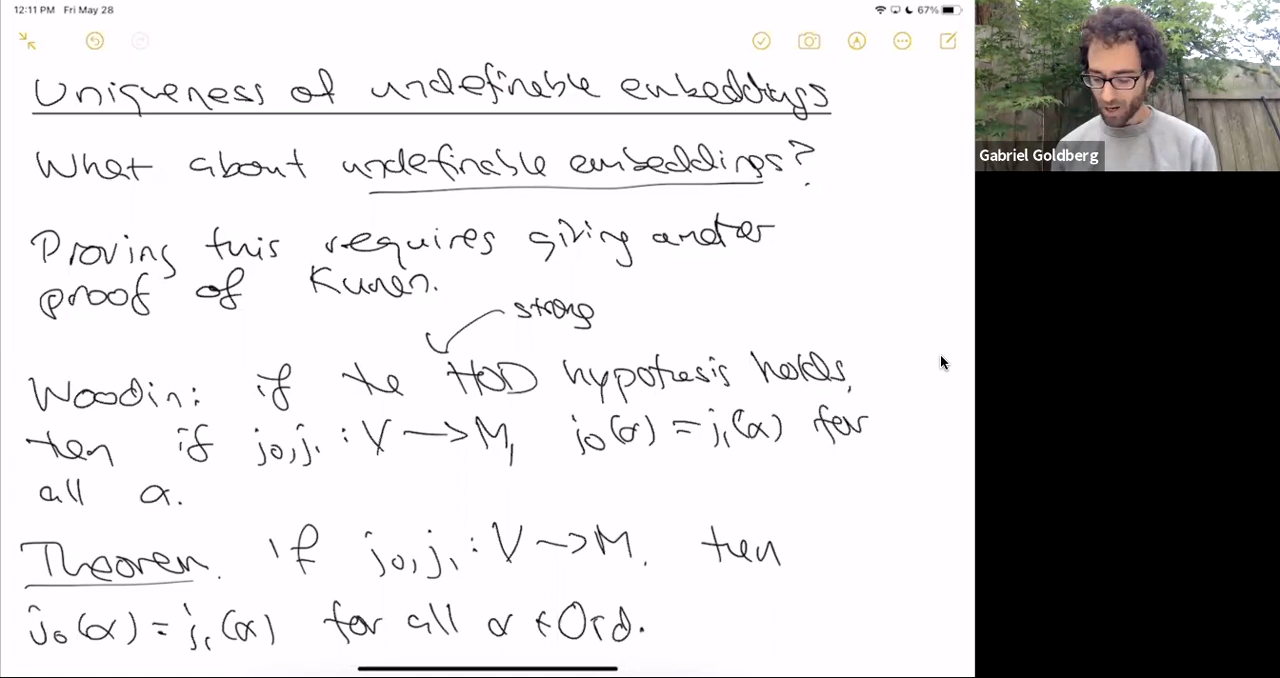 12:11 PM Fri May 28
67%
Uniqueness of undefinable embeddings
What about undefinable embeddings?
Proving this requires giving another
proof of Kunen.
strong
Woodin: if the HOD hypothesis holds,
then if j₀, j₁ : V → M, j₀(α) = j₁(α) for
all α.
Theorem. If j₀, j₁ : V → M, then
j₀(α) = j₁(α) for all α ∈ Ord.
Gabriel Goldberg